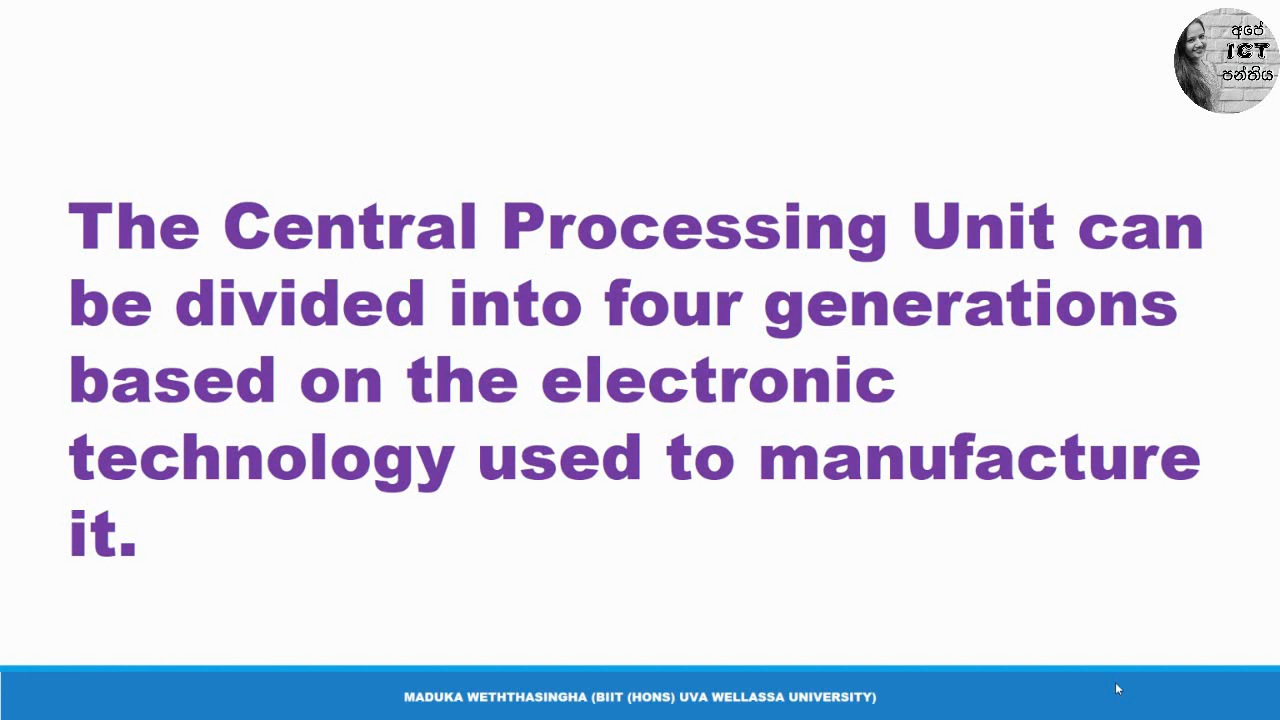 අපේ
ICT
පන්තිය
The Central Processing Unit can
be divided into four generations
based on the electronic
technology used to manufacture
it.
MADUKA WETHTHASINGHA (BIIT (HONS) UVA WELLASSA UNIVERSITY)